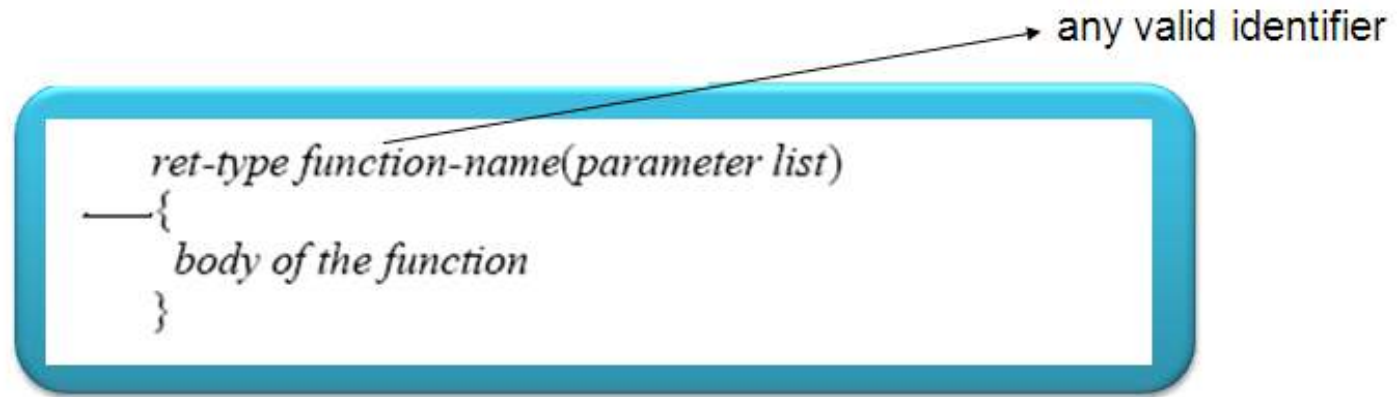 any valid identifier
ret-type function-name(parameter list)
{
body of the function
}